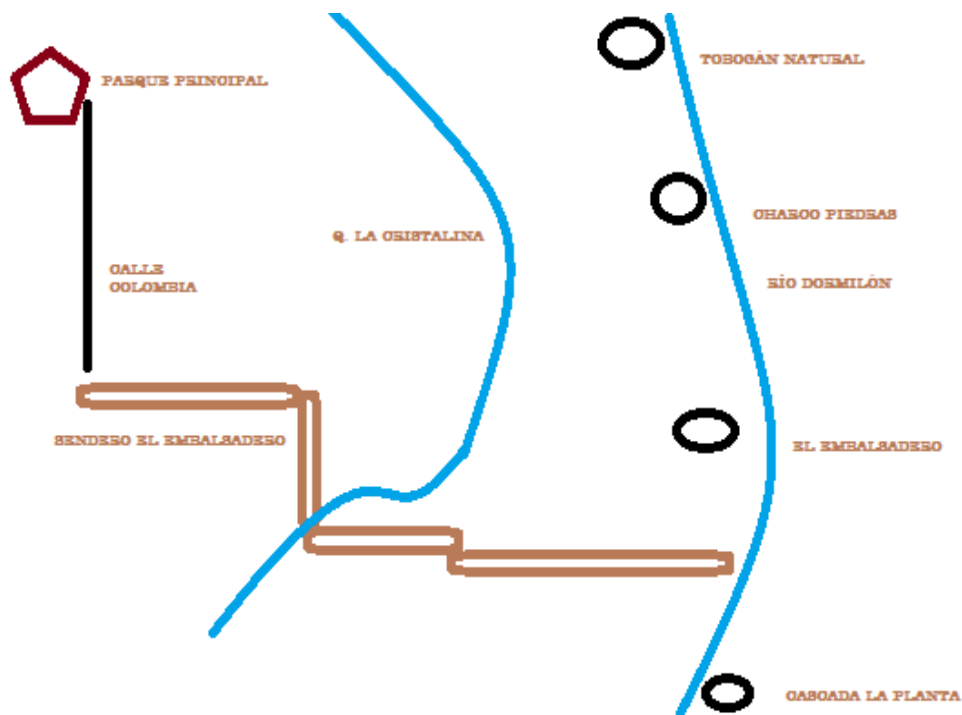 TOBOGÁN NATURAL
PARQUE PRINCIPAL
CHARCO PIEDRAS
Q. LA CRISTALINA
CALLE
COLOMBIA
RÍO DORMILÓN
SENDERO EL EMBALSADERO
EL EMBALSADERO
CASCADA LA PLANTA